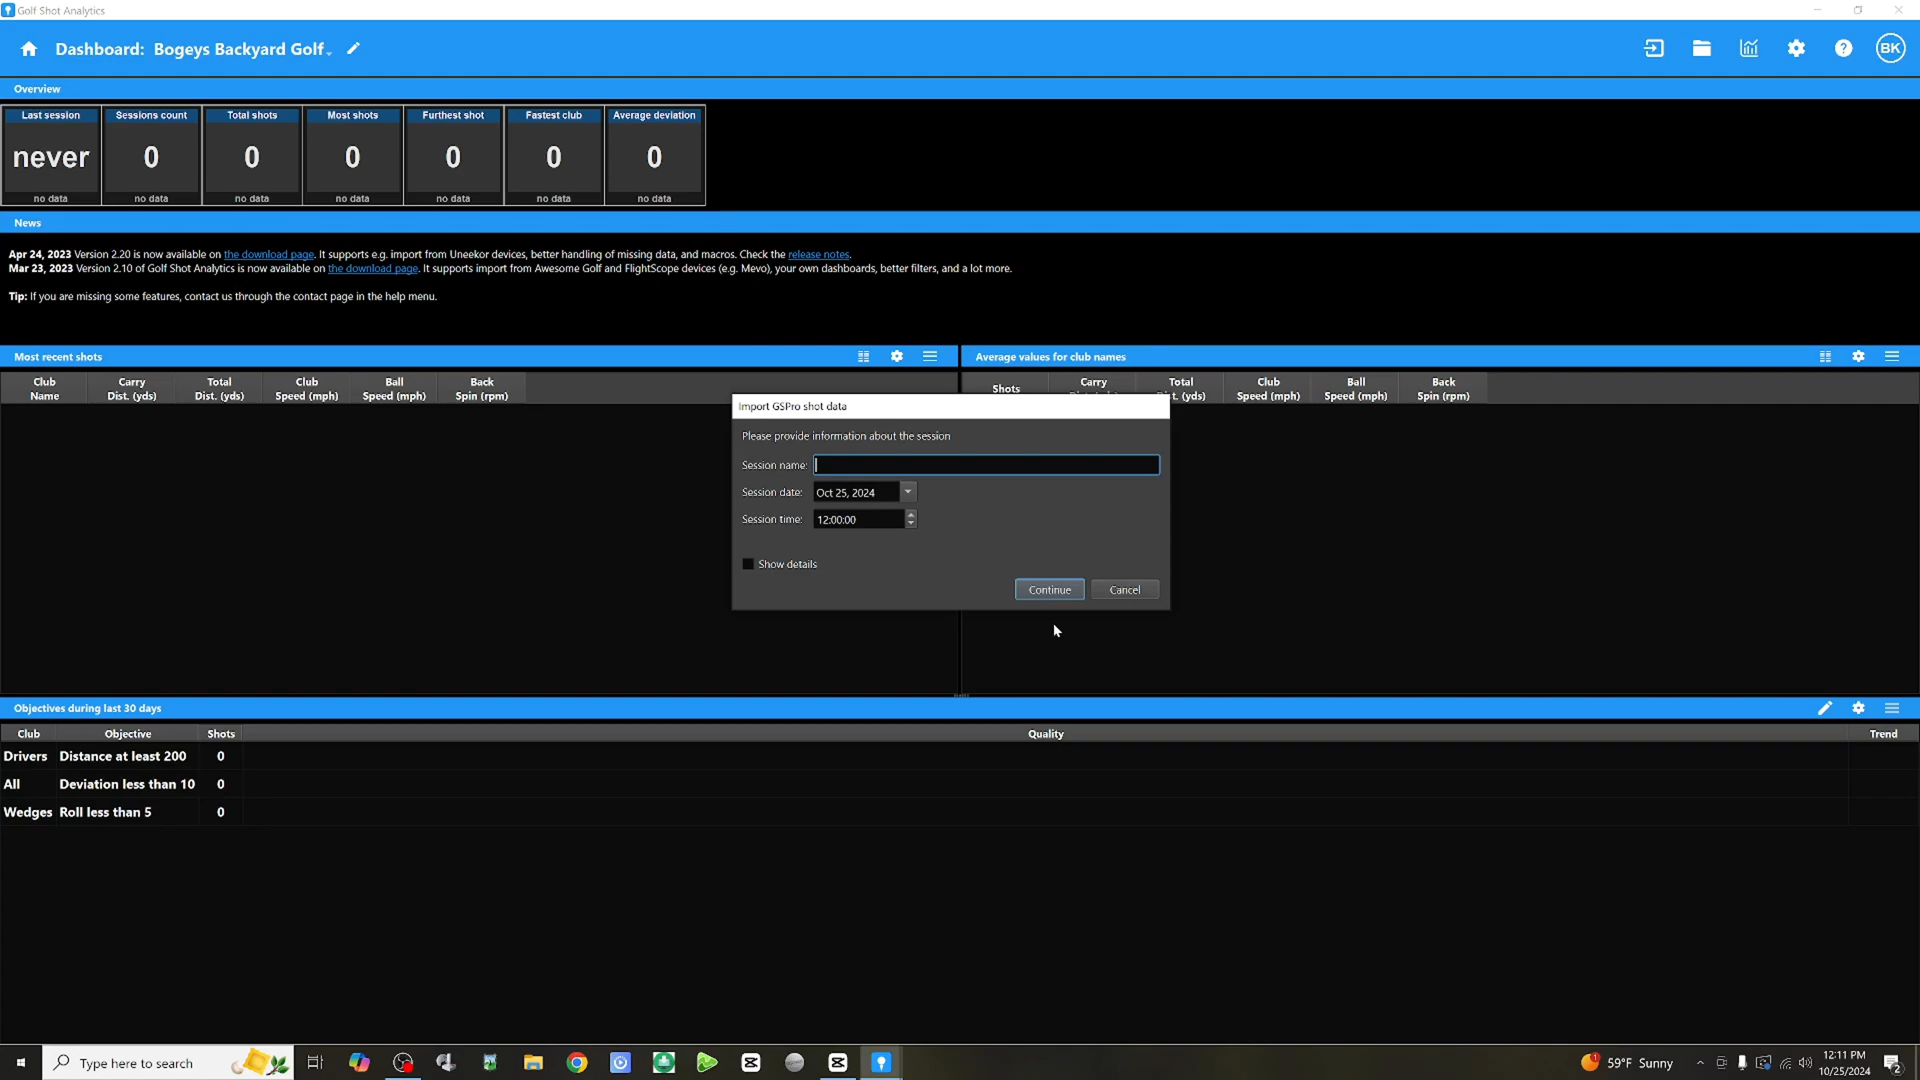 Golf Shot Analytics
Dashboard: Bogeys Backyard Golf
BK
Overview
Last session
never
no data
Sessions count
0
no data
Total shots
0
no data
Most shots
0
no data
Furthest shot
0
no data
Fastest club
0
no data
Average deviation
0
no data
News
Apr 24, 2023 Version 2.20 is now available on the download page. It supports e.g. import from Uneekor devices, better handling of missing data, and macros. Check the release notes.
Mar 23, 2023 Version 2.10 of Golf Shot Analytics is now available on the download page. It supports import from Awesome Golf and FlightScope devices (e.g. Mevo), your own dashboards, better filters, and a lot more.
Tip: If you are missing some features, contact us through the contact page in the help menu.
Most recent shots
Club Name
Carry Dist. (yds)
Total Dist. (yds)
Club Speed (mph)
Ball Speed (mph)
Back Spin (rpm)
Average values for club names
Shots
Carry
Total
t. (yds)
Club Speed (mph)
Ball Speed (mph)
Back Spin (rpm)
Import GSPro shot data
Please provide information about the session
Session name:
Session date: Oct 25, 2024
Session time: 12:00:00
Show details
Continue
Cancel
Objectives during last 30 days
Club Objective Shots Quality Trend
Drivers Distance at least 200 0
All Deviation less than 10 0
Wedges Roll less than 5 0
Type here to search
1
59°F Sunny
12:11 PM
10/25/2024
2